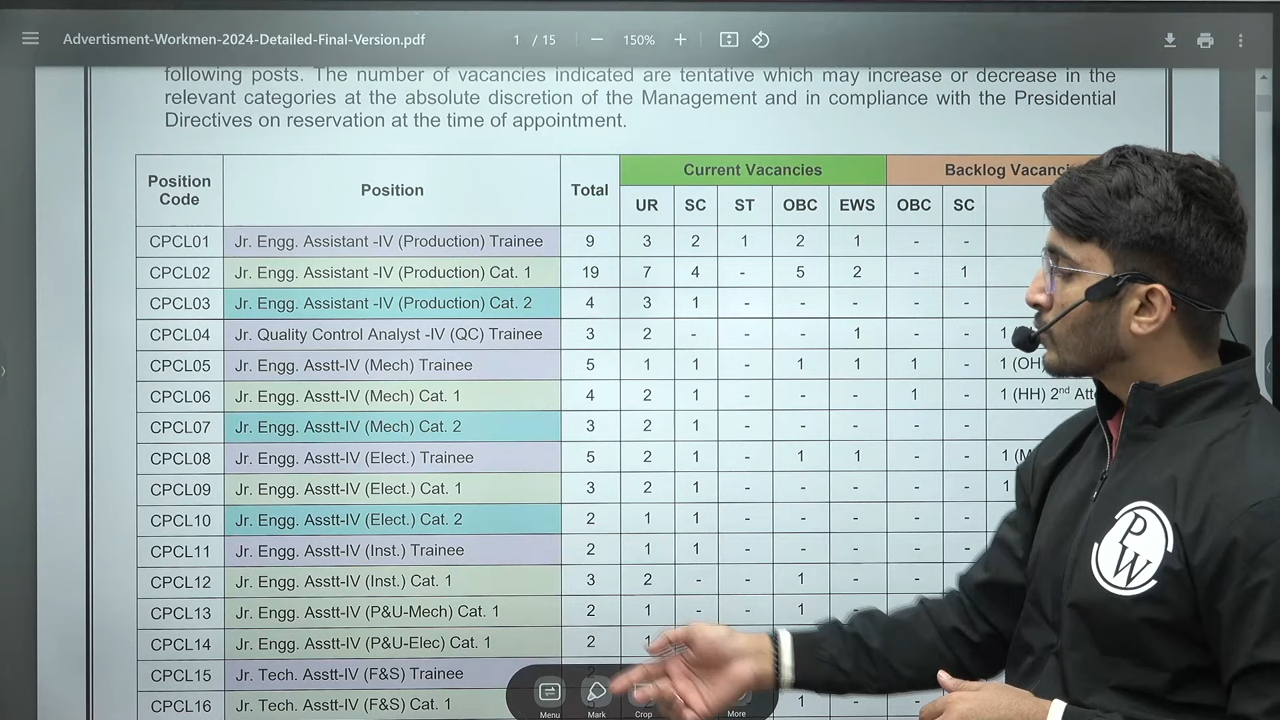 Advertisment-Workmen-2024-Detailed-Final-Version.pdf
1 / 15
150%
following posts. The number of vacancies indicated are tentative which may increase or decrease in the
relevant categories at the absolute discretion of the Management and in compliance with the Presidential
Directives on reservation at the time of appointment.
Position Code Position Total Current Vacancies Backlog
UR SC ST OBC EWS OBC SC
CPCL01 Jr. Engg. Assistant -IV (Production) Trainee 9 3 2 1 2 1 - -
CPCL02 Jr. Engg. Assistant -IV (Production) Cat. 1 19 7 4 - 5 2 - 1
CPCL03 Jr. Engg. Assistant -IV (Production) Cat. 2 4 3 1 - - - - -
CPCL04 Jr. Quality Control Analyst -IV (QC) Trainee 3 2 - - - 1 - - 1
CPCL05 Jr. Engg. Asstt-IV (Mech) Trainee 5 1 1 - 1 1 1 - 1 (OH
CPCL06 Jr. Engg. Asstt-IV (Mech) Cat. 1 4 2 1 - - - 1 - 1 (HH) 2nd
CPCL07 Jr. Engg. Asstt-IV (Mech) Cat. 2 3 2 1 - - - - -
CPCL08 Jr. Engg. Asstt-IV (Elect.) Trainee 5 2 1 - 1 1 - - 1
CPCL09 Jr. Engg. Asstt-IV (Elect.) Cat. 1 3 2 1 - - - - - 1
CPCL10 Jr. Engg. Asstt-IV (Elect.) Cat. 2 2 1 1 - - - - -
CPCL11 Jr. Engg. Asstt-IV (Inst.) Trainee 2 1 1 - - - - -
CPCL12 Jr. Engg. Asstt-IV (Inst.) Cat. 1 3 2 - - 1 - -
CPCL13 Jr. Engg. Asstt-IV (P&U-Mech) Cat. 1 2 1 - - 1 -
CPCL14 Jr. Engg. Asstt-IV (P&U-Elec) Cat. 1 2 1
CPCL15 Jr. Tech. Asstt-IV (F&S) Trainee
CPCL16 Jr. Tech. Asstt-IV (F&S) Cat. 1 1 -
Menu Mark Crop More
PW